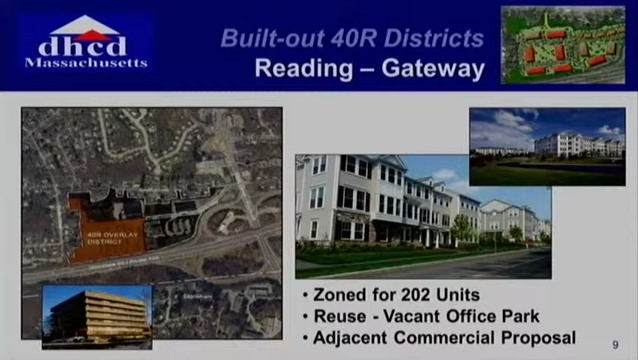 dhcd
Massachusetts
Built-out 40R Districts
Reading – Gateway
40R OVERLAY
DISTRICT
• Zoned for 202 Units
• Reuse - Vacant Office Park
• Adjacent Commercial Proposal
9